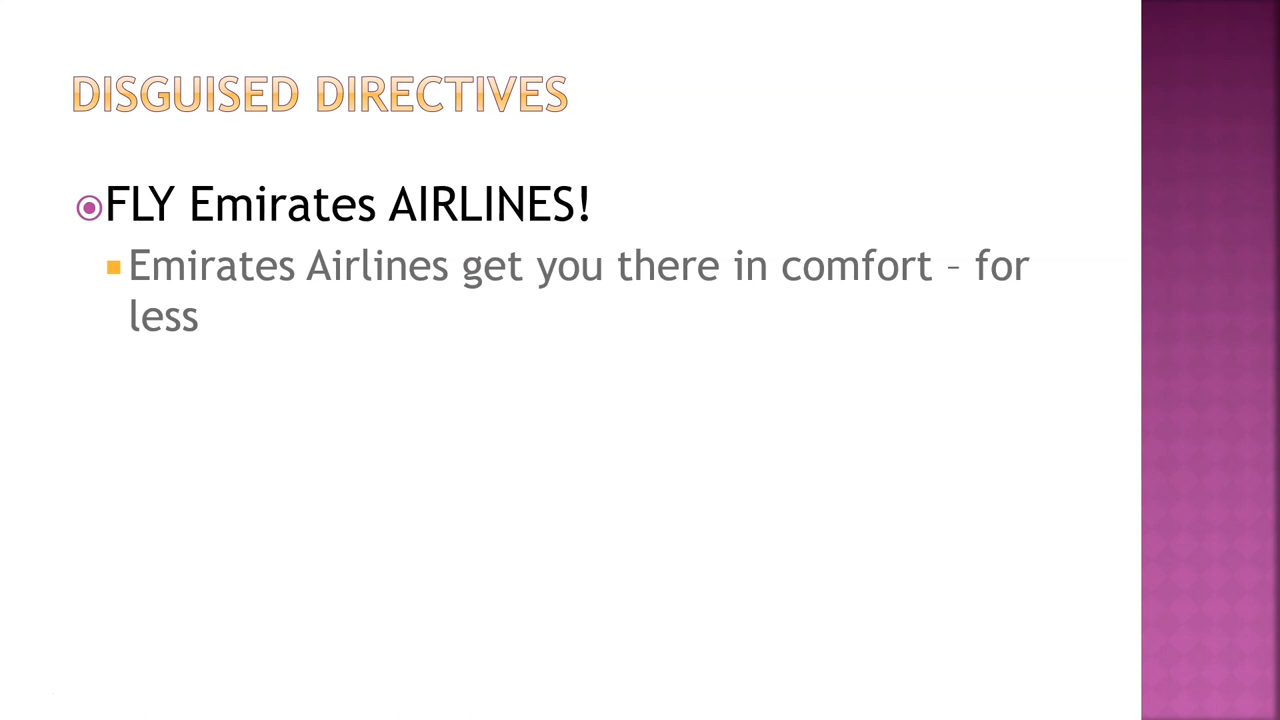 DISGUISED DIRECTIVES
FLY Emirates AIRLINES!
Emirates Airlines get you there in comfort – for
less